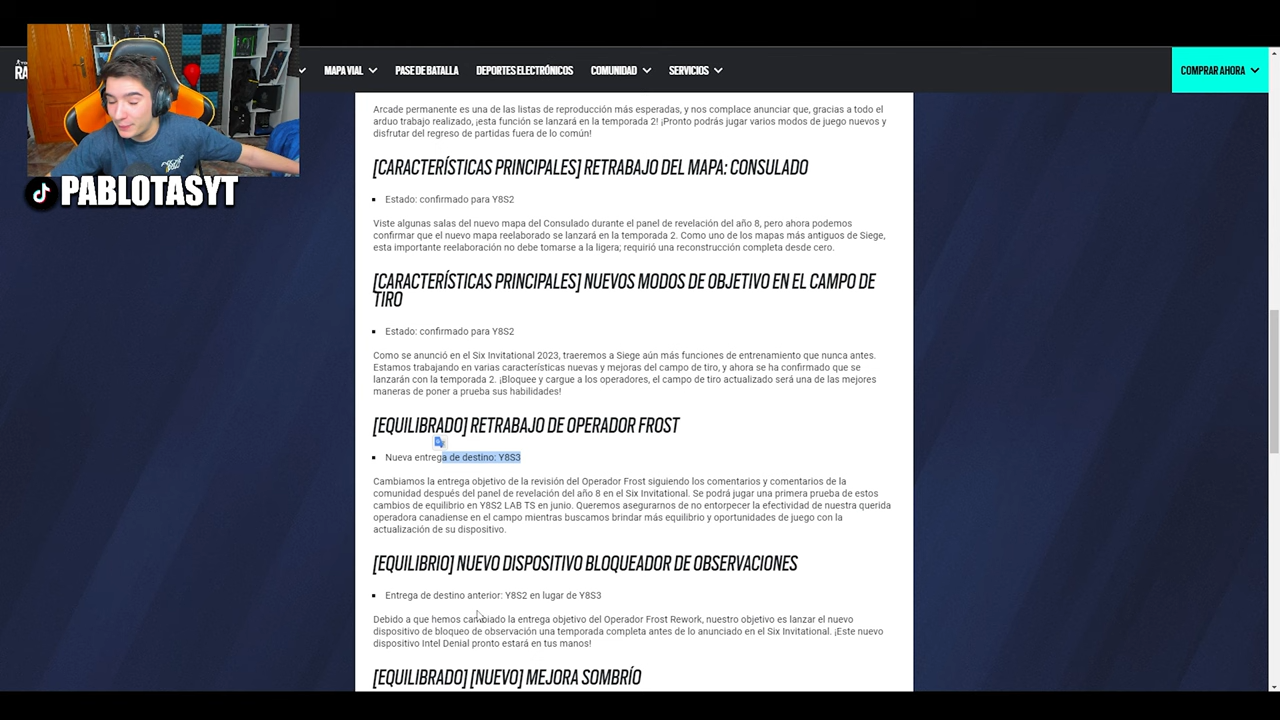 RA
MAPA VIAL
PASE DE BATALLA
DEPORTES ELECTRÓNICOS
COMUNIDAD
SERVICIOS
COMPRAR AHORA
PABLOTASYT
Arcade permanente es una de las listas de reproducción más esperadas, y nos complace anunciar que, gracias a todo el
arduo trabajo realizado, ¡esta función se lanzará en la temporada 2! ¡Pronto podrás jugar varios modos de juego nuevos y
disfrutar del regreso de partidas fuera de lo común!
[CARACTERÍSTICAS PRINCIPALES] RETRABAJO DEL MAPA: CONSULADO
Estado: confirmado para Y8S2
Viste algunas salas del nuevo mapa del Consulado durante el panel de revelación del año 8, pero ahora podemos
confirmar que el nuevo mapa reelaborado se lanzará en la temporada 2. Como uno de los mapas más antiguos de Siege,
esta importante reelaboración no debe tomarse a la ligera; requirió una reconstrucción completa desde cero.
[CARACTERÍSTICAS PRINCIPALES] NUEVOS MODOS DE OBJETIVO EN EL CAMPO DE
TIRO
Estado: confirmado para Y8S2
Como se anunció en el Six Invitational 2023, traeremos a Siege aún más funciones de entrenamiento que nunca antes.
Estamos trabajando en varias características nuevas y mejoras del campo de tiro, y ahora se ha confirmado que se
lanzarán con la temporada 2. ¡Bloquee y cargue a los operadores, el campo de tiro actualizado será una de las mejores
maneras de poner a prueba sus habilidades!
[EQUILIBRADO] RETRABAJO DE OPERADOR FROST
Nueva entrega de destino: Y8S3
Cambiamos la entrega objetivo de la revisión del Operador Frost siguiendo los comentarios y comentarios de la
comunidad después del panel de revelación del año 8 en el Six Invitational. Se podrá jugar una primera prueba de estos
cambios de equilibrio en Y8S2 LAB TS en junio. Queremos asegurarnos de no entorpecer la efectividad de nuestra querida
operadora canadiense en el campo mientras buscamos brindar más equilibrio y oportunidades de juego con la
actualización de su dispositivo.
[EQUILIBRIO] NUEVO DISPOSITIVO BLOQUEADOR DE OBSERVACIONES
Entrega de destino anterior: Y8S2 en lugar de Y8S3
Debido a que hemos cambiado la entrega objetivo del Operador Frost Rework, nuestro objetivo es lanzar el nuevo
dispositivo de bloqueo de observación una temporada completa antes de lo anunciado en el Six Invitational. ¡Este nuevo
dispositivo Intel Denial pronto estará en tus manos!
[EQUILIBRADO] [NUEVO] MEJORA SOMBRÍO